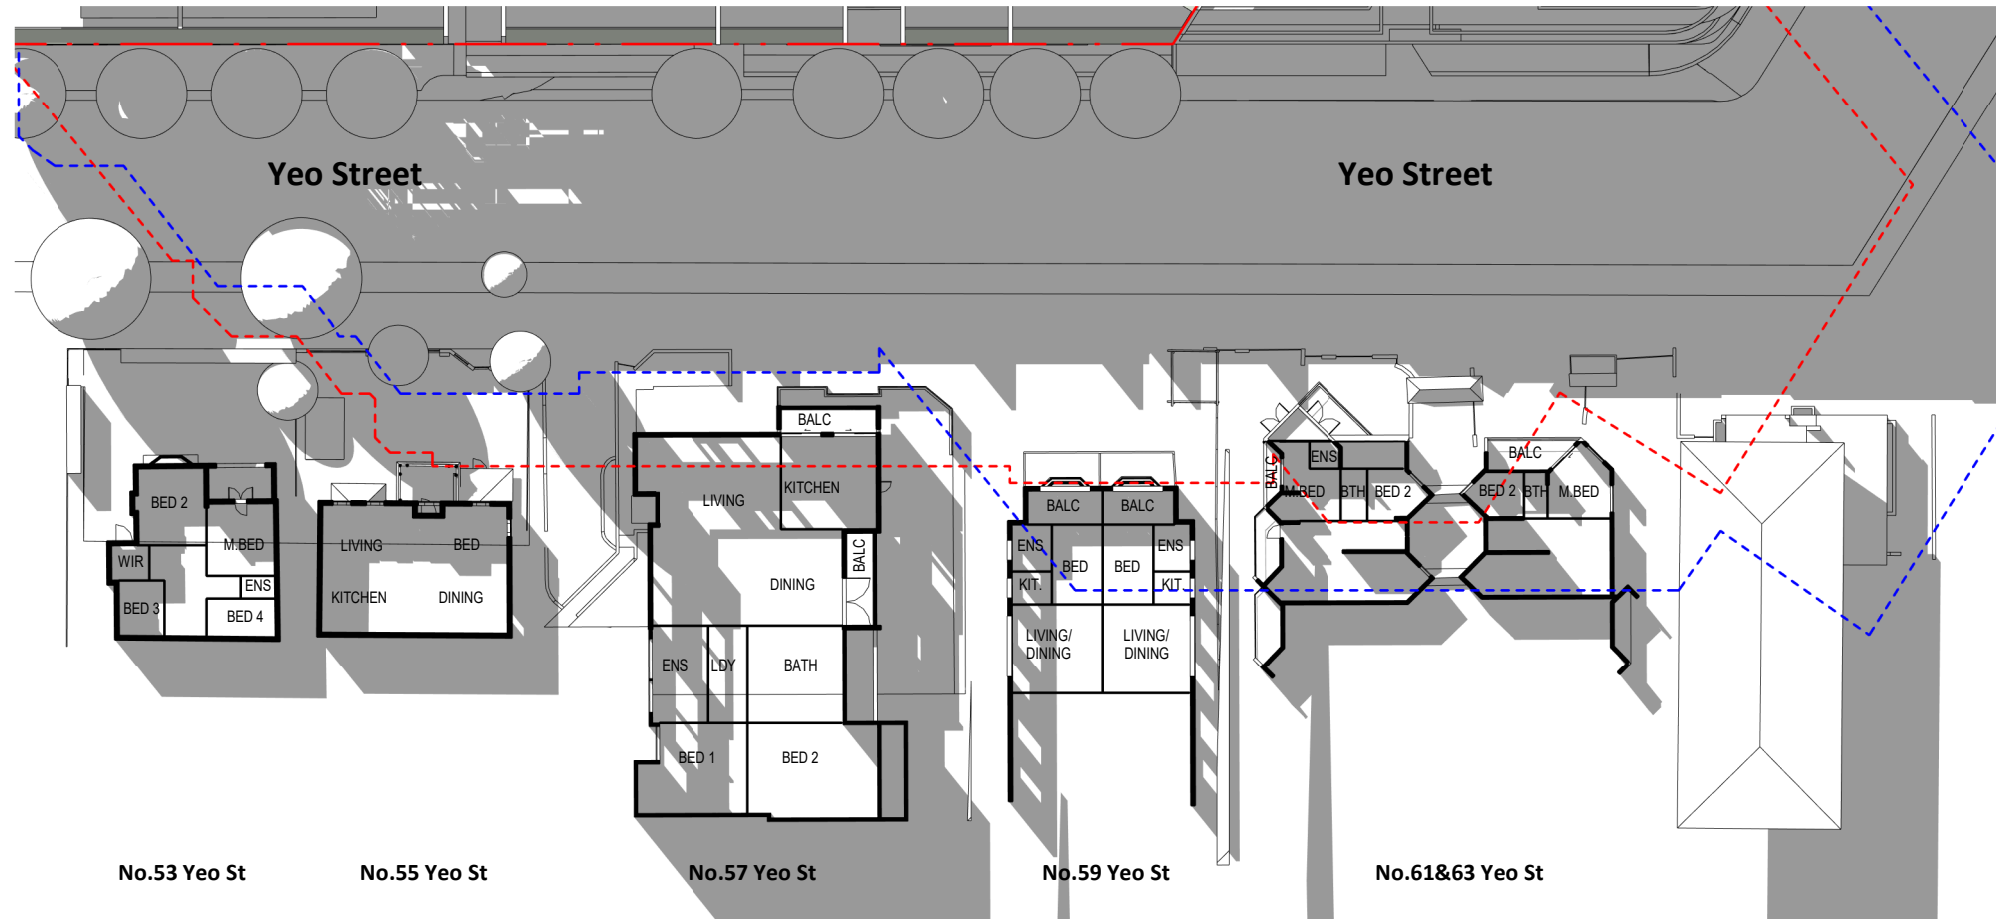 Yeo Street
Yeo Street
BED 2
M.BED
WIR
ENS
BED 3
BED 4
LIVING
BED
KITCHEN
DINING
BALC
LIVING
KITCHEN
BALC
DINING
ENS
LDY
BATH
BED 1
BED 2
BALC
BALC
ENS
BED
BED
ENS
KIT.
KIT.
LIVING/
DINING
LIVING/
DINING
BALC
ENS
M.BED
BTH
BED 2
BALC
BED 2
BTH
M.BED
No.53 Yeo St
No.55 Yeo St
No.57 Yeo St
No.59 Yeo St
No.61&63 Yeo St